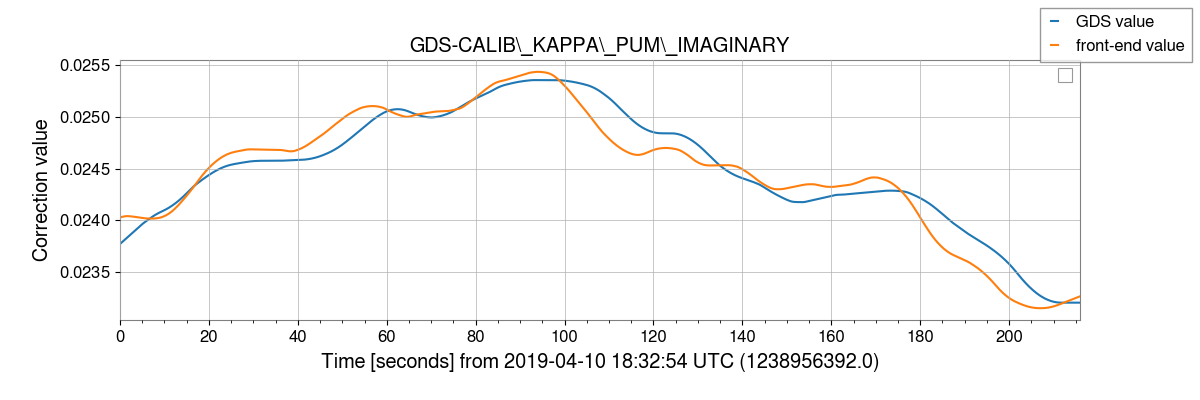 GDS value
front-end value
GDS-CALIB\_KAPPA\_PUM\_IMAGINARY
Correction value
0.0255
0.0250
0.0245
0.0240
0.0235
0 20 40 60 80 100 120 140 160 180 200
Time [seconds] from 2019-04-10 18:32:54 UTC (1238956392.0)